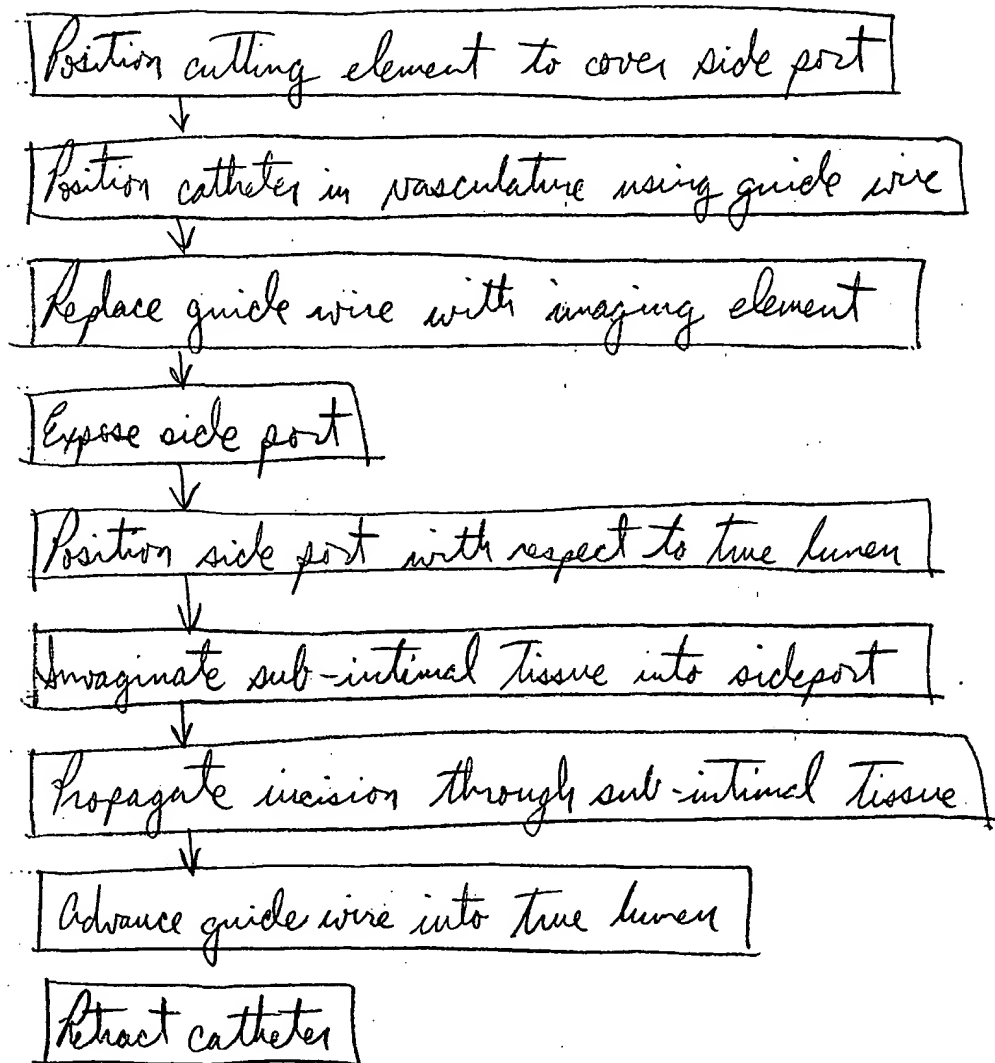 Position cutting element to cover side port
Position catheter in vasculature using guide wire
Replace guide wire with imaging element
Expose side port
Position side port with respect to true lumen
Invaginate sub-intimal tissue into sideport
Propagate incision through sub-intimal tissue
Advance guide wire into true lumen
Retract catheter